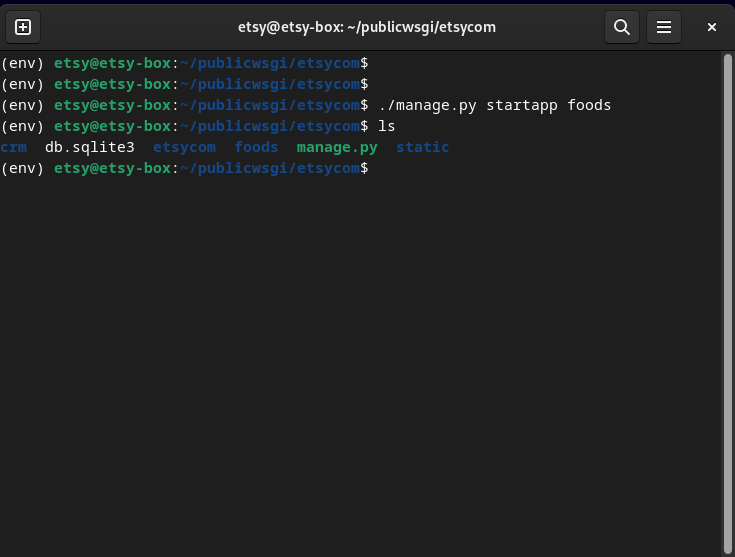 etsy@etsy-box: ~/publicwsgi/etsycom
(env) etsy@etsy-box:~/publicwsgi/etsycom$
(env) etsy@etsy-box:~/publicwsgi/etsycom$
(env) etsy@etsy-box:~/publicwsgi/etsycom$ ./manage.py startapp foods
(env) etsy@etsy-box:~/publicwsgi/etsycom$ ls
crm  db.sqlite3  etsycom  foods  manage.py  static
(env) etsy@etsy-box:~/publicwsgi/etsycom$